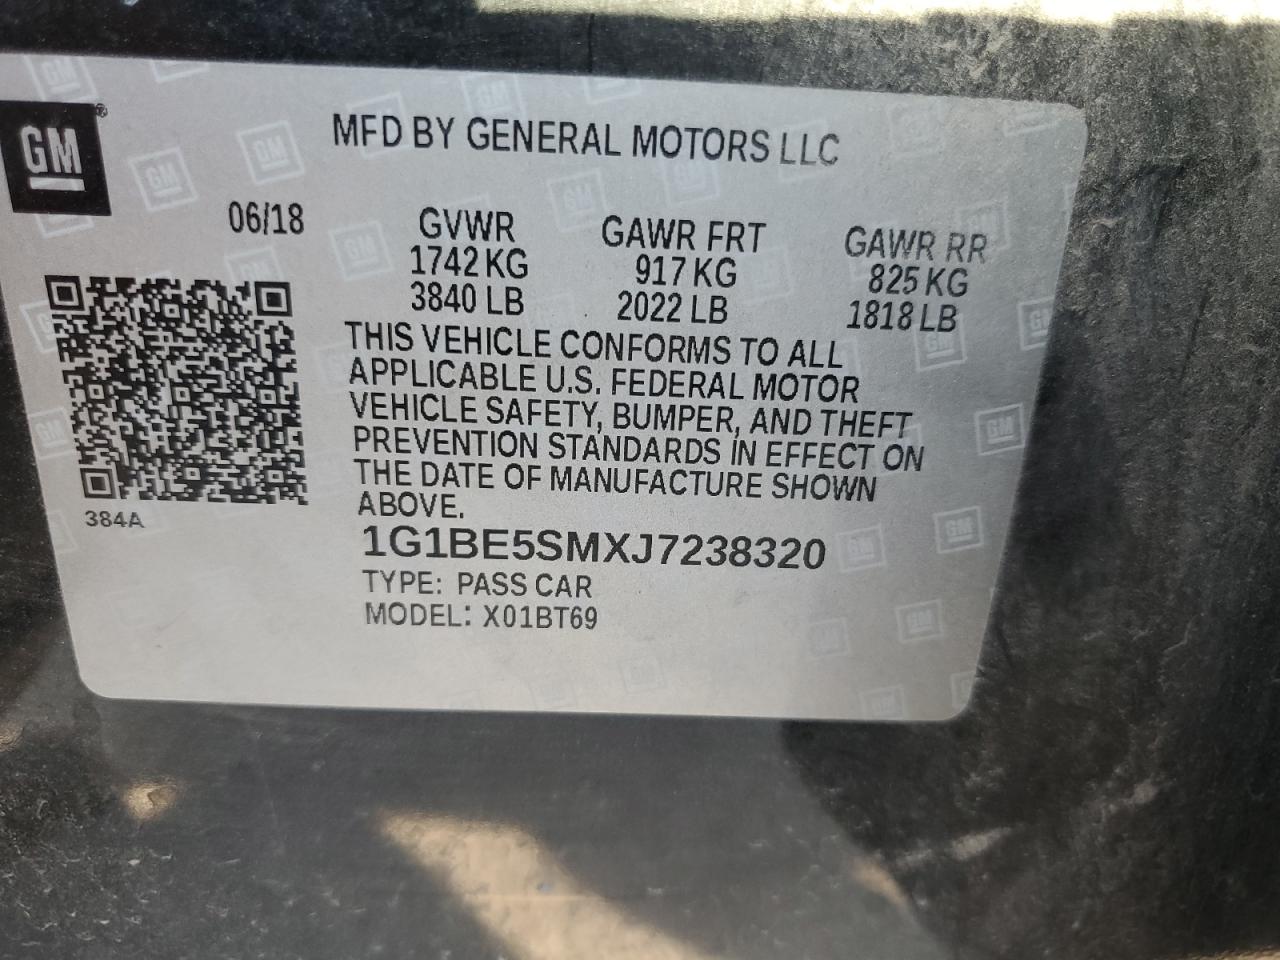 GM
MFD BY GENERAL MOTORS LLC
06/18
GVWR GAWR FRT GAWR RR
1742 KG 917 KG 825 KG
3840 LB 2022 LB 1818 LB
THIS VEHICLE CONFORMS TO ALL
APPLICABLE U.S. FEDERAL MOTOR
VEHICLE SAFETY, BUMPER, AND THEFT
PREVENTION STANDARDS IN EFFECT ON
THE DATE OF MANUFACTURE SHOWN
ABOVE.
384A
1G1BE5SMXJ7238320
TYPE: PASS CAR
MODEL: X01BT69